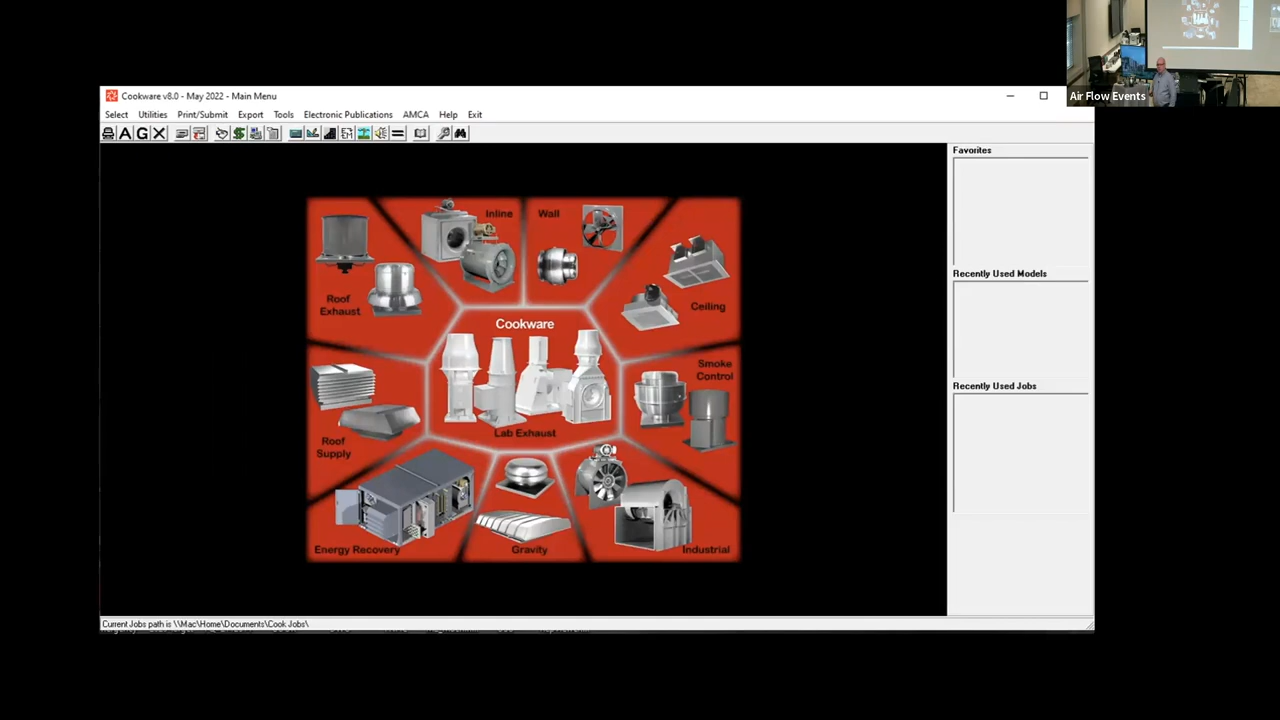 Cookware v8.0 - May 2022 - Main Menu
Air Flow Events
Select Utilities Print/Submit Export Tools Electronic Publications AMCA Help Exit
A G X
Favorites
Inline
Wall
Roof
Exhaust
Ceiling
Recently Used Models
Cookware
Smoke
Control
Recently Used Jobs
Lab Exhaust
Roof
Supply
Energy Recovery
Gravity
Industrial
Current Jobs path is \\Mac\Home\Documents\Cook Jobs\